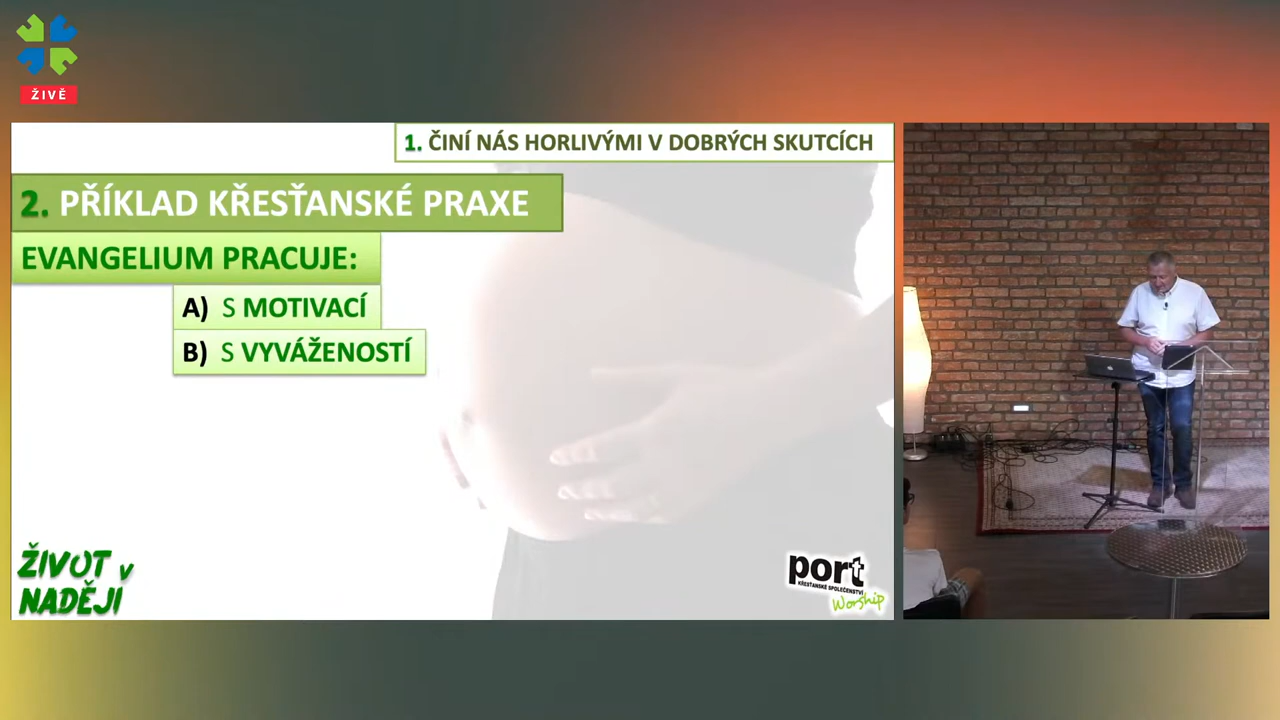 ŽIVĚ
1. ČINÍ NÁS HORLIVÝMI V DOBRÝCH SKUTCÍCH
2. PŘÍKLAD KŘESŤANSKÉ PRAXE
EVANGELIUM PRACUJE:
A) S MOTIVACÍ
B) S VYVÁŽENOSTÍ
ŽIVOT v
NADĚJI
port
KŘESŤANSKÉ SPOLEČENSTVÍ
Worship